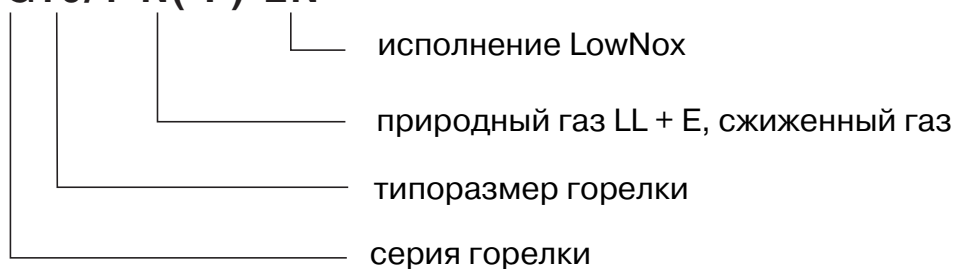 исполнение LowNox
природный газ LL + E, сжиженный газ
типоразмер горелки
серия горелки